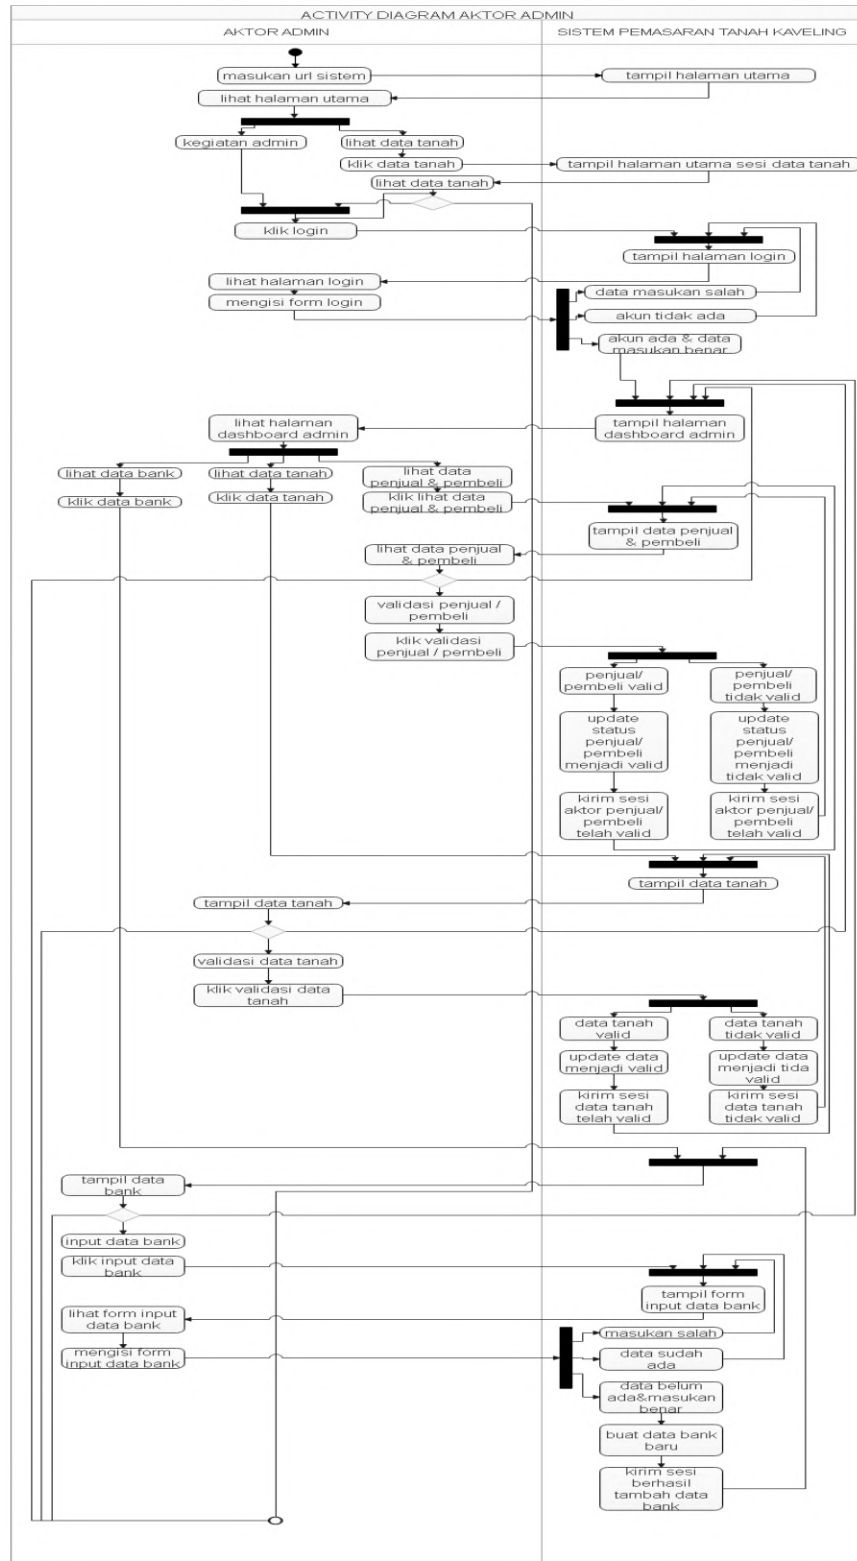 ACTIVITY DIAGRAM AKTOR ADMIN
AKTOR ADMIN
SISTEM PEMASARAN TANAH KAVELING
masukan url sistem
tampil halaman utama
lihat halaman utama
kegiatan admin
lihat data tanah
klik data tanah
tampil halaman utama sesi data tanah
lihat data tanah
klik login
tampil halaman login
lihat halaman login
mengisi form login
data masukan salah
akun tidak ada
akun ada & data
masukan benar
lihat halaman
dashboard admin
tampil halaman
dashboard admin
lihat data bank
lihat data tanah
lihat data
penjual & pembeli
klik data bank
klik data tanah
klik lihat data
penjual & pembeli
tampil data penjual
& pembeli
lihat data penjual
& pembeli
validasi penjual /
pembeli
klik validasi
penjual / pembeli
penjual/
pembeli valid
penjual/
pembeli
tidak valid
update
status
penjual/
pembeli
menjadi valid
update
status
penjual/
pembeli
menjadi
tidak valid
kirim sesi
aktor penjual/
pembeli
telah valid
kirim sesi
aktor penjual/
pembeli
telah valid
tampil data tanah
tampil data tanah
validasi data tanah
klik validasi data
tanah
data tanah
valid
data tanah
tidak valid
update data
menjadi valid
update data
menjadi tida
valid
kirim sesi
data tanah
telah valid
kirim sesi
data tanah
tidak valid
tampil data
bank
input data bank
klik input data
bank
tampil form
input data bank
lihat form input
data bank
mengisi form
input data bank
masukan salah
data sudah
ada
data belum
ada&masukan
benar
buat data bank
baru
kirim sesi
berhasil
tambah data
bank